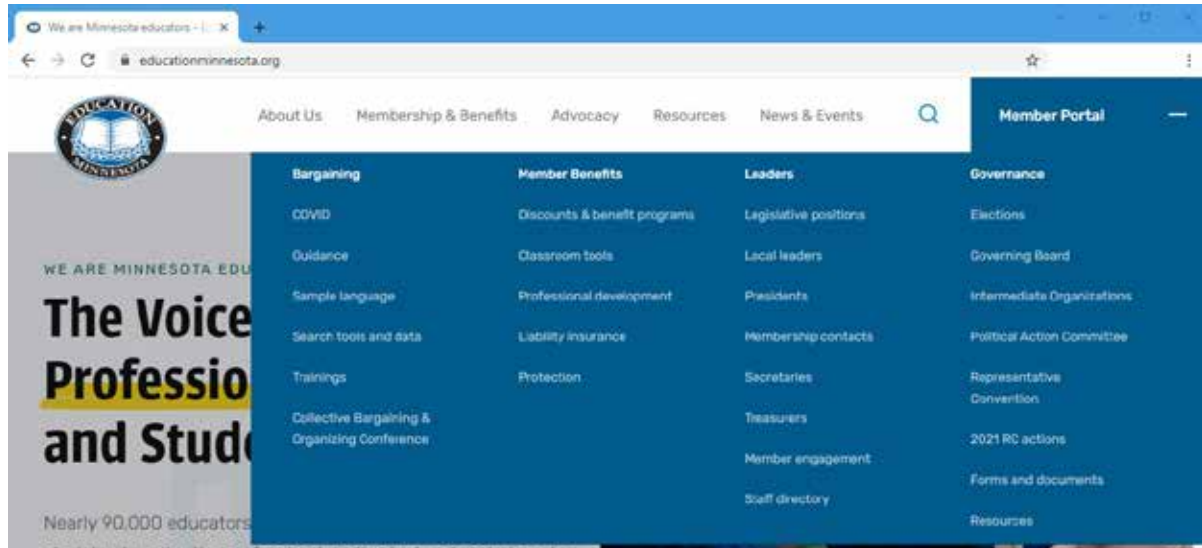 We are Minnesota educators -
educationminnesota.org
EDUCATION
MINNESOTA
About Us Membership & Benefits Advocacy Resources News & Events Member Portal
Bargaining
COVID
Guidance
Sample language
Search tools and data
Trainings
Collective Bargaining &
Organizing Conference
Member Benefits
Discounts & benefit programs
Classroom tools
Professional development
Liability insurance
Protection
Leaders
Legislative positions
Local leaders
Presidents
Membership contacts
Secretaries
Treasurers
Member engagement
Staff directory
Governance
Elections
Governing Board
Intermediate Organizations
Political Action Committee
Representative
Convention
2021 RC actions
Forms and documents
Resources
WE ARE MINNESOTA EDU
The Voice
Professio
and Stud
Nearly 90,000 educators